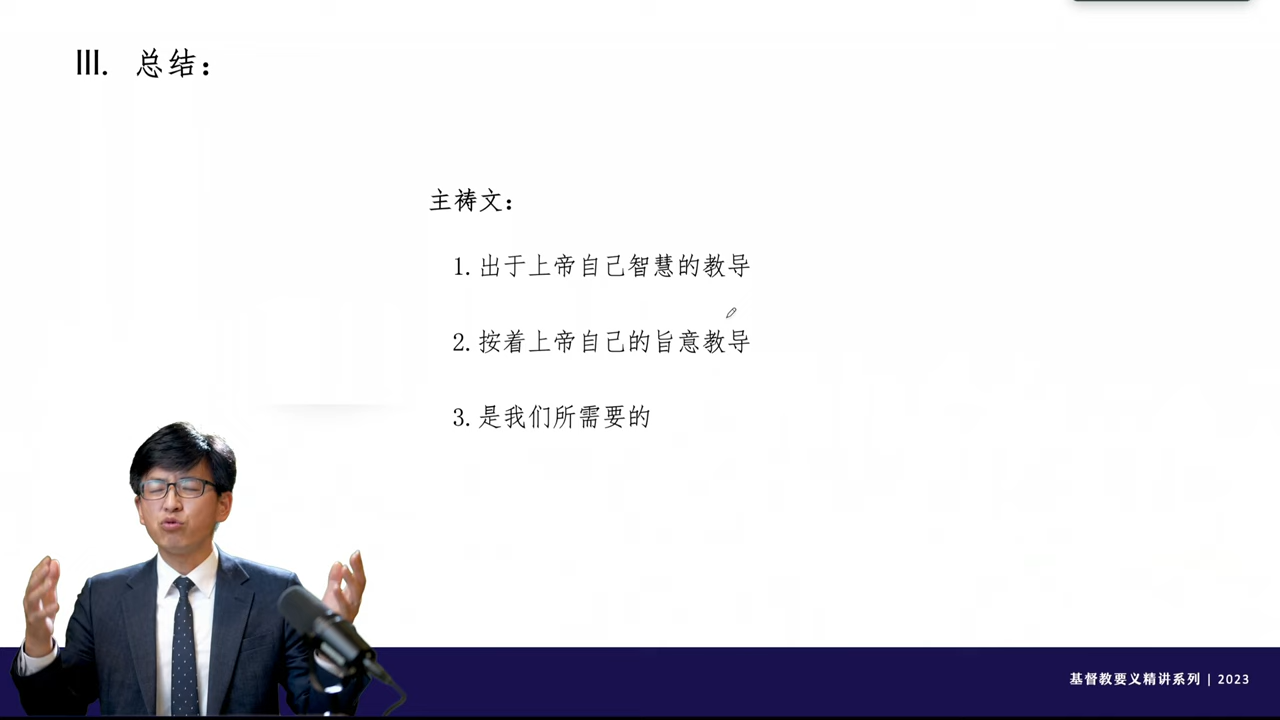 III. 总结：
主祷文：
1. 出于上帝自己智慧的教导
2. 按着上帝自己的旨意教导
3. 是我们所需要的
基督教要义精讲系列 | 2023